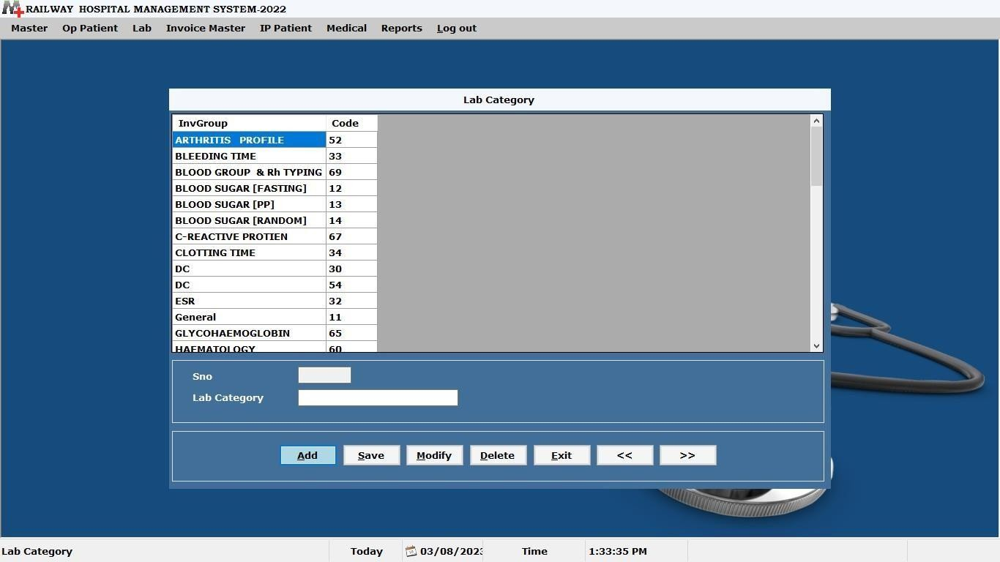 RAILWAY HOSPITAL MANAGEMENT SYSTEM-2022
Master Op Patient Lab Invoice Master IP Patient Medical Reports Log out
Lab Category
InvGroup Code
ARTHRITIS PROFILE 52
BLEEDING TIME 33
BLOOD GROUP & Rh TYPING 69
BLOOD SUGAR [FASTING] 12
BLOOD SUGAR [PP] 13
BLOOD SUGAR [RANDOM] 14
C-REACTIVE PROTIEN 67
CLOTTING TIME 34
DC 30
DC 54
ESR 32
General 11
GLYCOHAEMOGLOBIN 65
HAEMATOLOGY 60
Sno
Lab Category
Add Save Modify Delete Exit << >>
Lab Category Today 03/08/2023 Time 1:33:35 PM